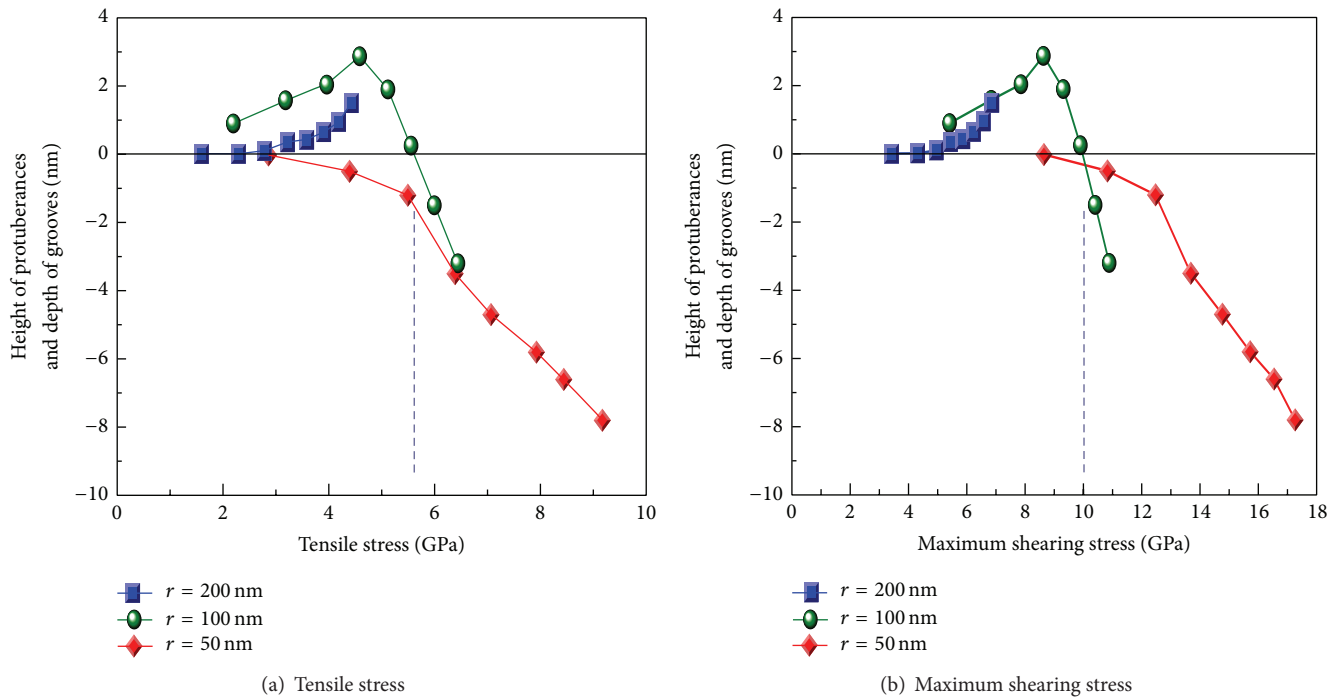 4
2
0
−2
−4
−6
−8
−10
0 2 4 6 8 10
Height of protuberances
and depth of grooves (nm)
Tensile stress (GPa)
r = 200 nm
r = 100 nm
r = 50 nm
(a) Tensile stress
4
2
0
−2
−4
−6
−8
−10
0 2 4 6 8 10 12 14 16 18
Height of protuberances
and depth of grooves (nm)
Maximum shearing stress (GPa)
r = 200 nm
r = 100 nm
r = 50 nm
(b) Maximum shearing stress